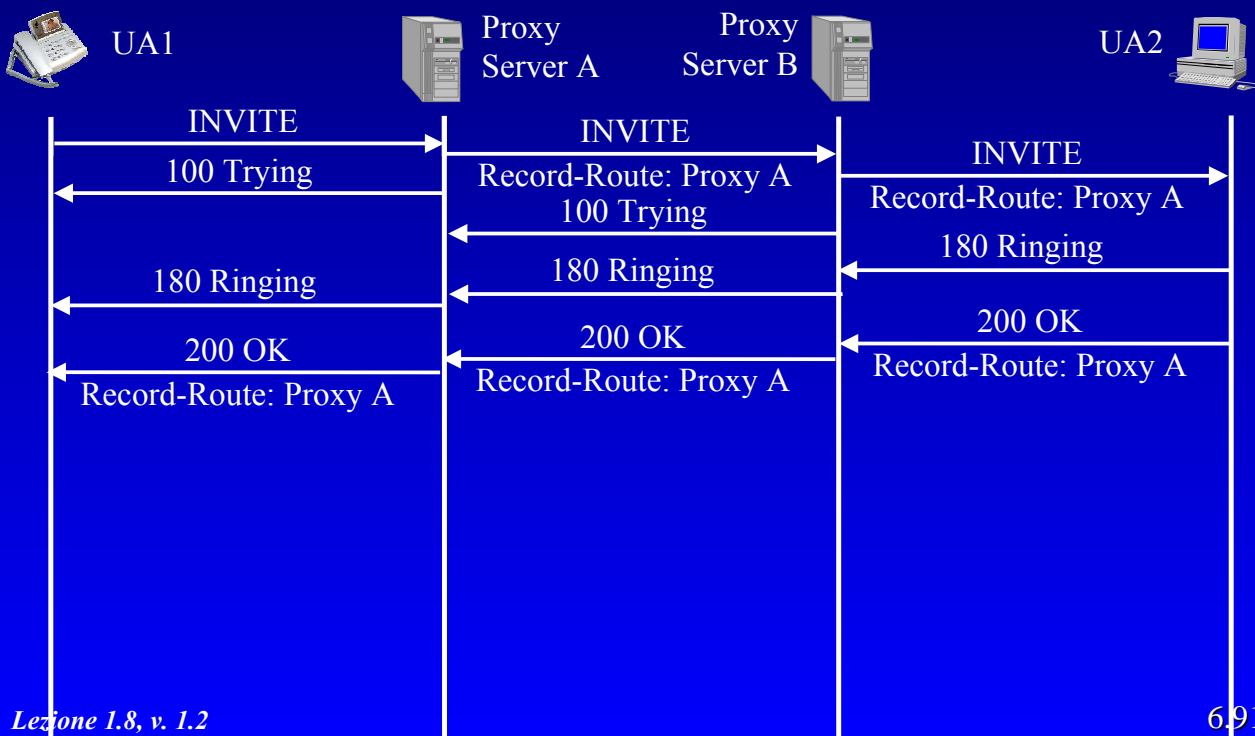 UA1
Proxy
Server A
Proxy
Server B
UA2
INVITE
INVITE
INVITE
100 Trying
Record-Route: Proxy A
Record-Route: Proxy A
100 Trying
180 Ringing
180 Ringing
180 Ringing
200 OK
200 OK
200 OK
Record-Route: Proxy A
Record-Route: Proxy A
Record-Route: Proxy A
Lezione 1.8, v. 1.2
6.91